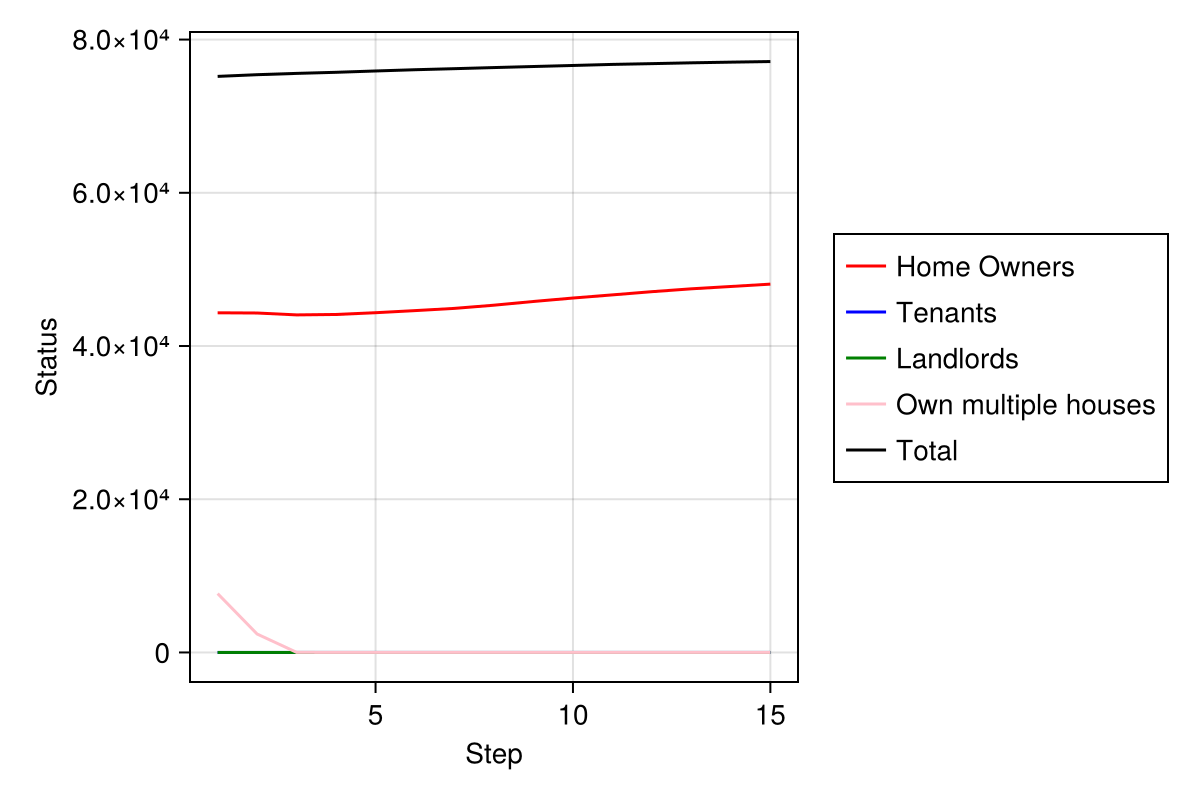 8.0×10⁴
6.0×10⁴
4.0×10⁴
2.0×10⁴
0
Status
5
10
15
Step
Home Owners
Tenants
Landlords
Own multiple houses
Total